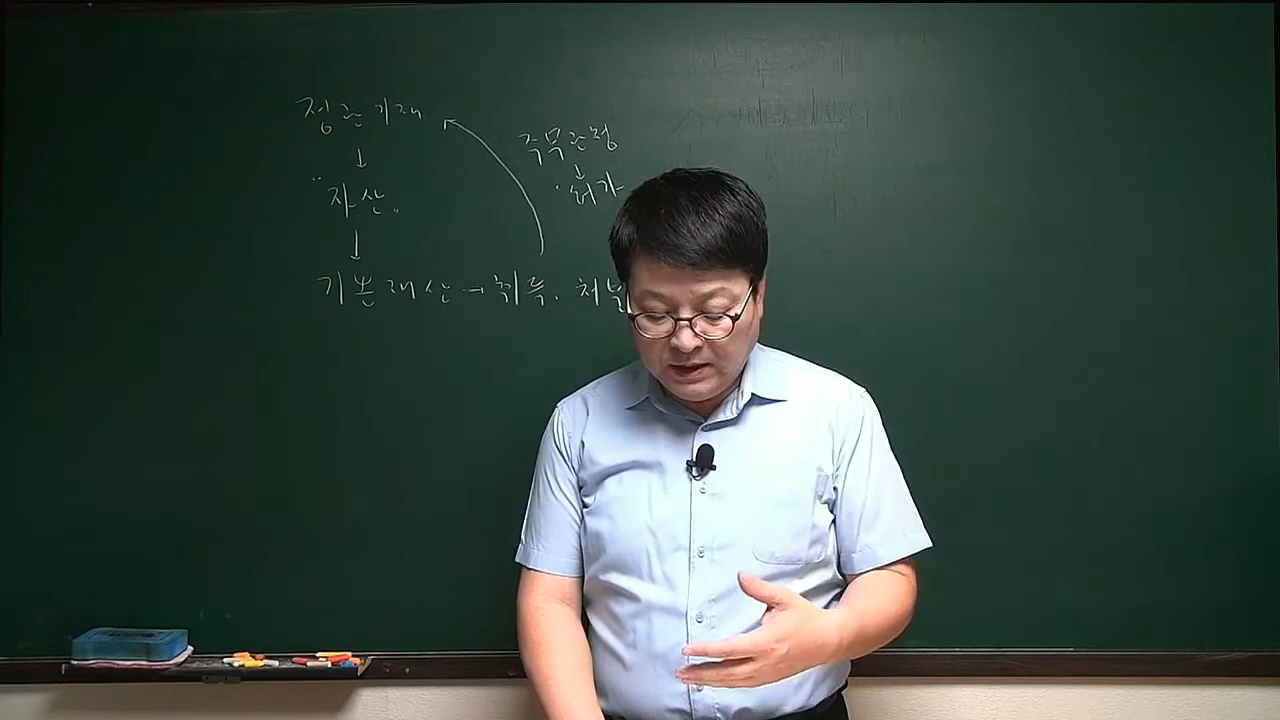 정관기재
↓
"자산"
↓
기본재산→취득, 처분
주무관청
↓
"허가